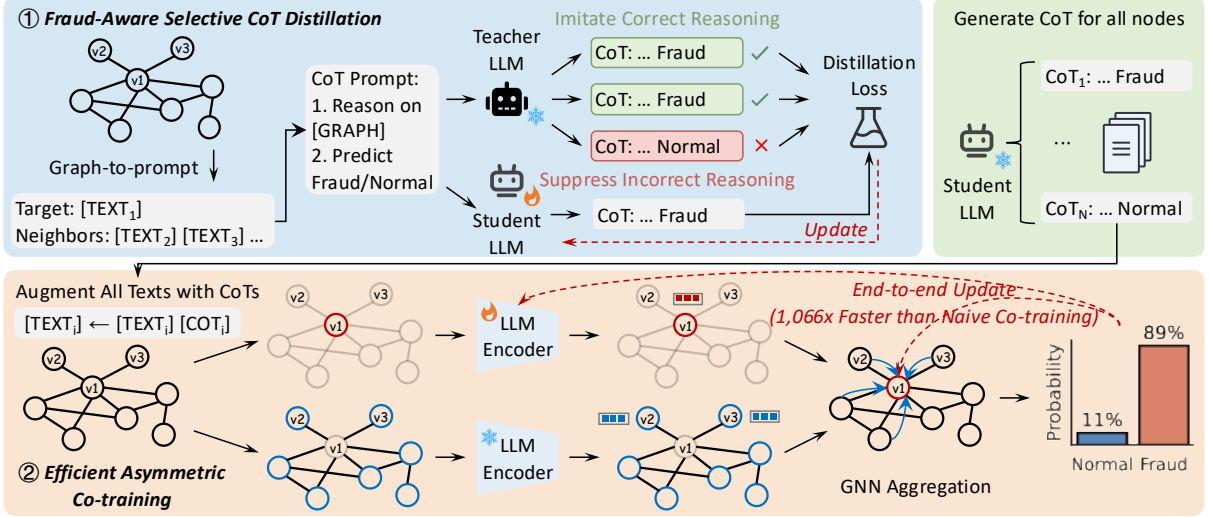 ① Fraud-Aware Selective CoT Distillation
v2
v3
v1
Graph-to-prompt
Target: [TEXT₁]
Neighbors: [TEXT₂] [TEXT₃] ...
CoT Prompt:
1. Reason on
[GRAPH]
2. Predict
Fraud/Normal
Teacher
LLM
Imitate Correct Reasoning
CoT: ... Fraud
CoT: ... Fraud
CoT: ... Normal
Suppress Incorrect Reasoning
Student
LLM
CoT: ... Fraud
Distillation
Loss
Update
Generate CoT for all nodes
Student
LLM
CoT₁: ... Fraud
...
CoT_N: ... Normal
Augment All Texts with CoTs
[TEXTᵢ] ← [TEXTᵢ] [COTᵢ]
v2
v3
v1
② Efficient Asymmetric
Co-training
v2
v3
v1
LLM
Encoder
v2
v3
v1
v2
v3
v1
LLM
Encoder
v2
v3
v1
End-to-end Update
(1,066x Faster than Naive Co-training)
v2
v3
v1
GNN Aggregation
Probability
11%
89%
Normal Fraud